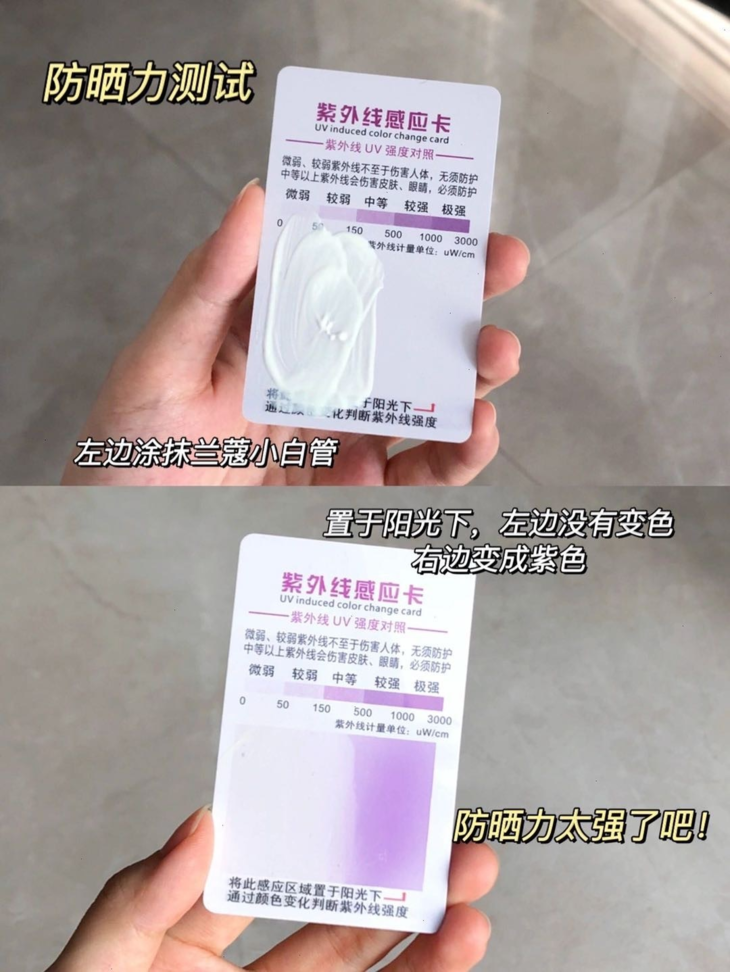 防晒力测试
紫外线感应卡
UV induced color change card
紫外线 UV 强度对照
微弱、较弱紫外线不至于伤害人体，无须防护
中等以上紫外线会伤害皮肤、眼睛，必须防护
微弱 较弱 中等 较强 极强
0 50 150 500 1000 3000
紫外线计量单位：uW/cm
将 于阳光下
通过颜色变化判断紫外线强度
左边涂抹兰蔻小白管
置于阳光下，左边没有变色
右边变成紫色
紫外线感应卡
UV induced color change card
紫外线 UV 强度对照
微弱、较弱紫外线不至于伤害人体，无须防护
中等以上紫外线会伤害皮肤、眼睛，必须防护
微弱 较弱 中等 较强 极强
0 50 150 500 1000 3000
紫外线计量单位：uW/cm
防晒力太强了吧！
将此感应区域置于阳光下
通过颜色变化判断紫外线强度